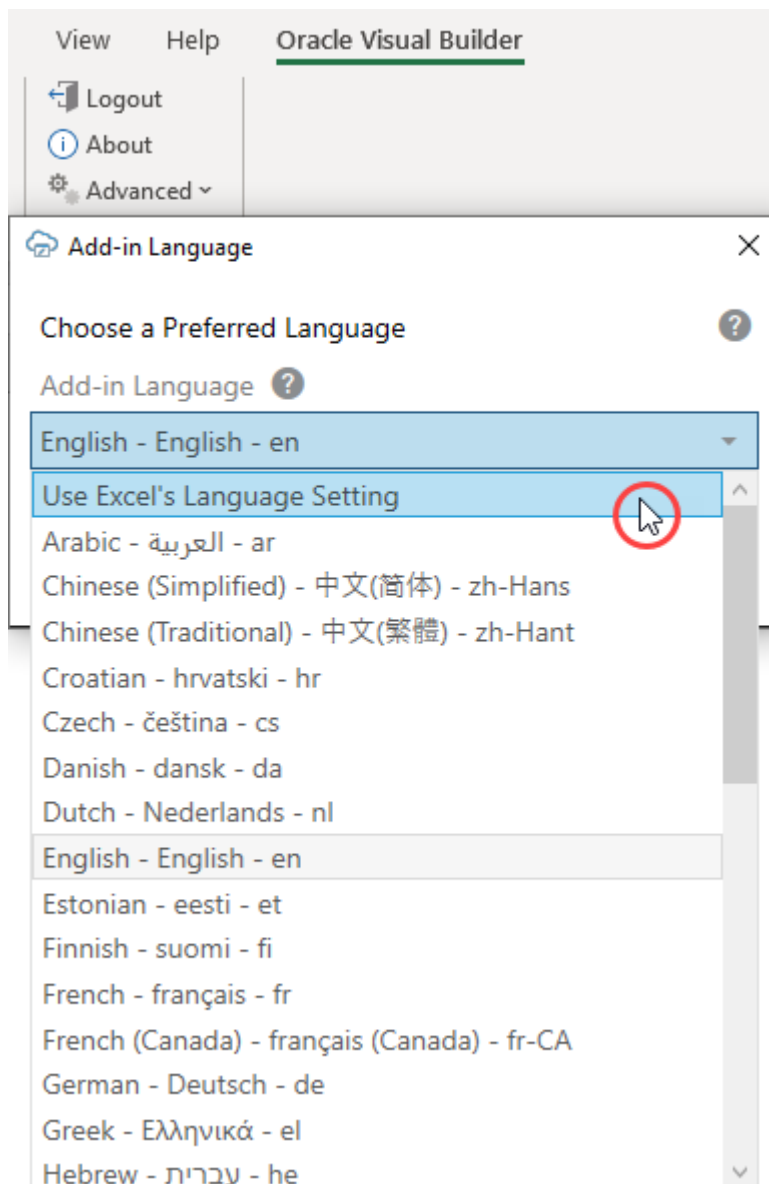 View Help Oracle Visual Builder
Logout
About
Advanced
Add-in Language
Choose a Preferred Language
Add-in Language
English - English - en
Use Excel's Language Setting
Arabic - العربية - ar
Chinese (Simplified) - 中文(简体) - zh-Hans
Chinese (Traditional) - 中文(繁體) - zh-Hant
Croatian - hrvatski - hr
Czech - čeština - cs
Danish - dansk - da
Dutch - Nederlands - nl
English - English - en
Estonian - eesti - et
Finnish - suomi - fi
French - français - fr
French (Canada) - français (Canada) - fr-CA
German - Deutsch - de
Greek - Ελληνικά - el
Hebrew - עברית - he